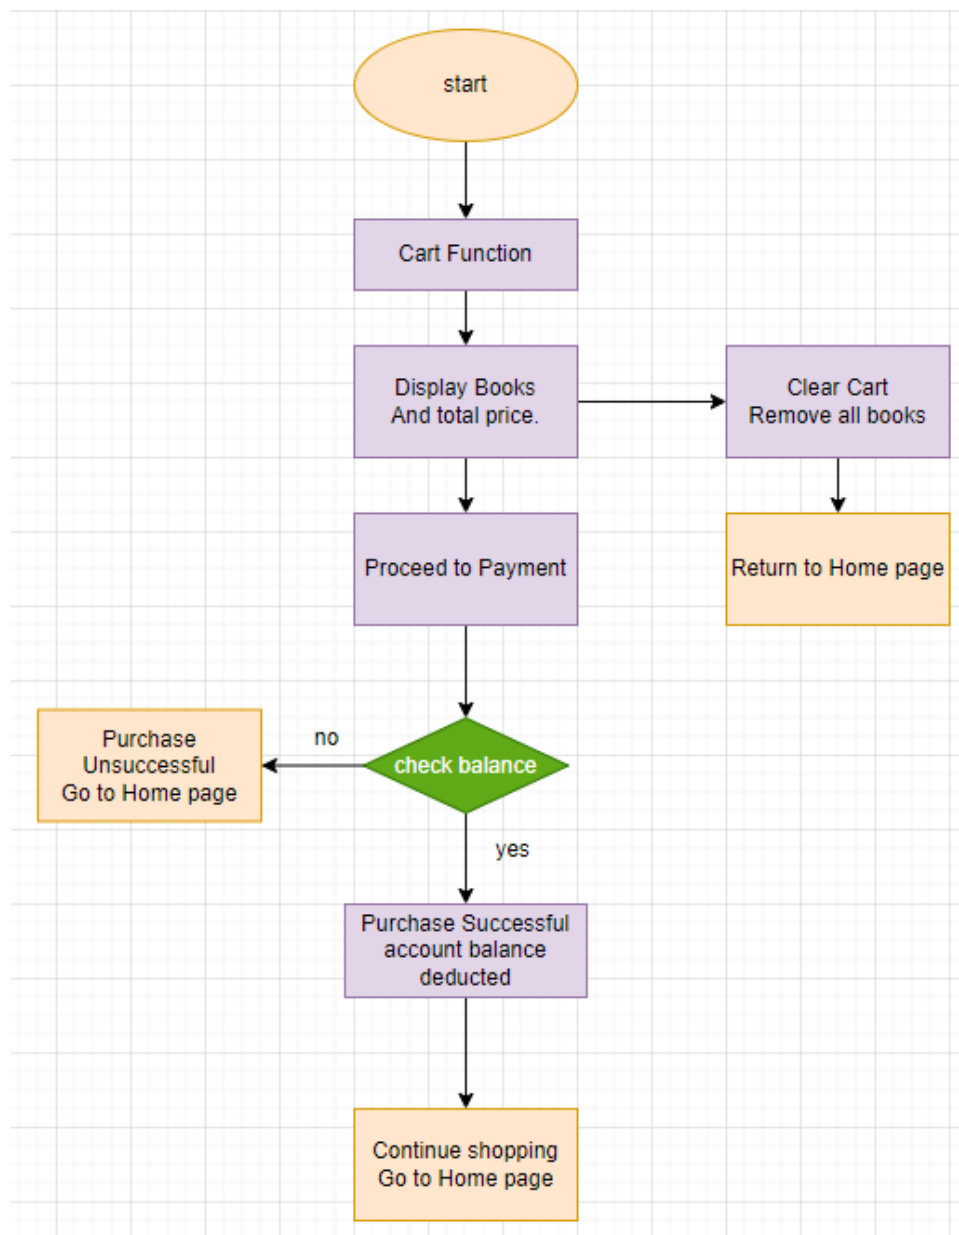 start
Cart Function
Display Books
And total price.
Clear Cart
Remove all books
Proceed to Payment
Return to Home page
Purchase
Unsuccessful
Go to Home page
no
check balance
yes
Purchase Successful
account balance
deducted
Continue shopping
Go to Home page